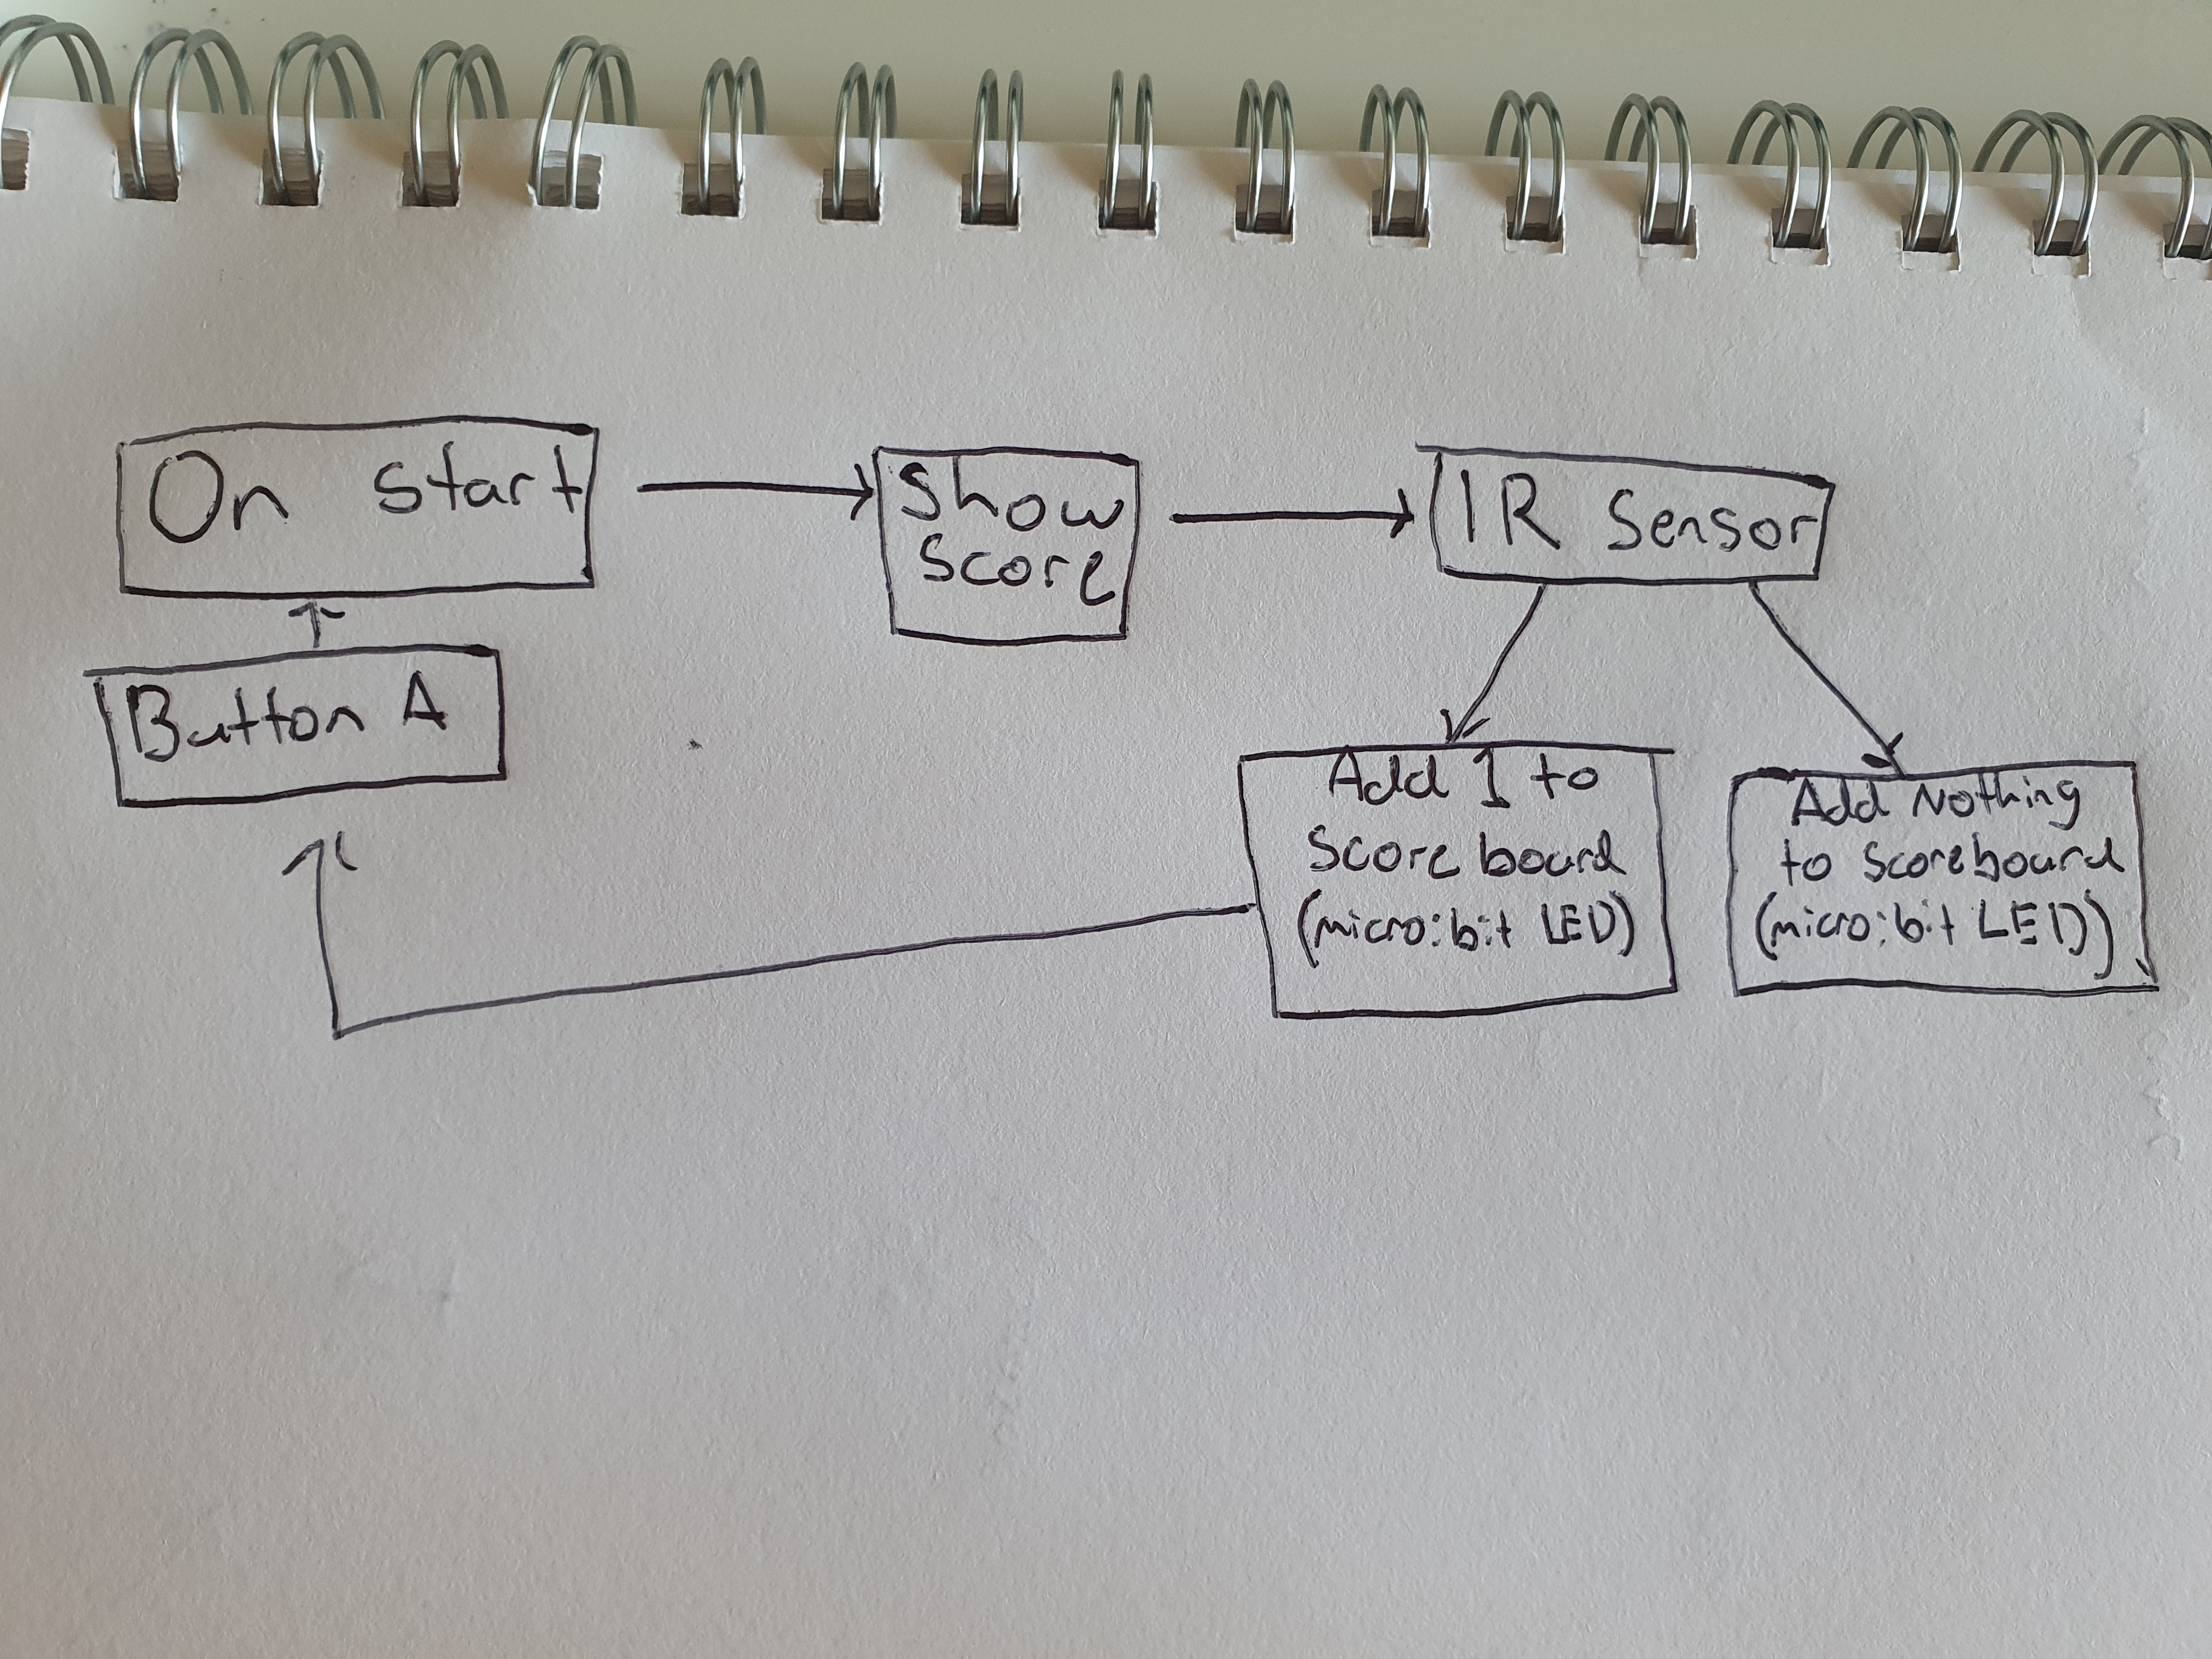 On start
Show
Score
IR Sensor
Button A
Add 1 to
scoreboard
(micro:bit LED)
Add nothing
to scoreboard
(micro:bit LED)